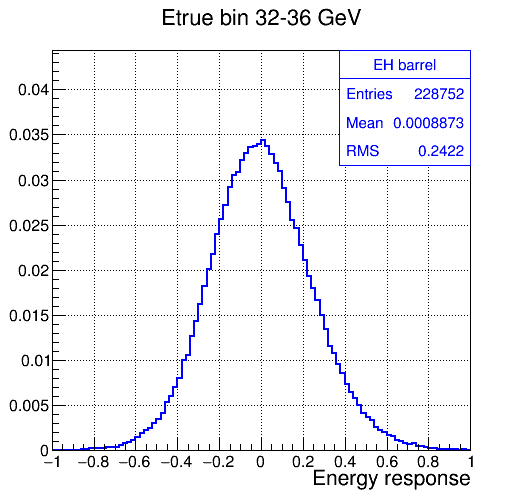 Etrue bin 32-36 GeV
EH barrel
Entries 228752
Mean 0.0008873
RMS 0.2422
0.04
0.035
0.03
0.025
0.02
0.015
0.01
0.005
0
−1 −0.8 −0.6 −0.4 −0.2 0 0.2 0.4 0.6 0.8 1
Energy response